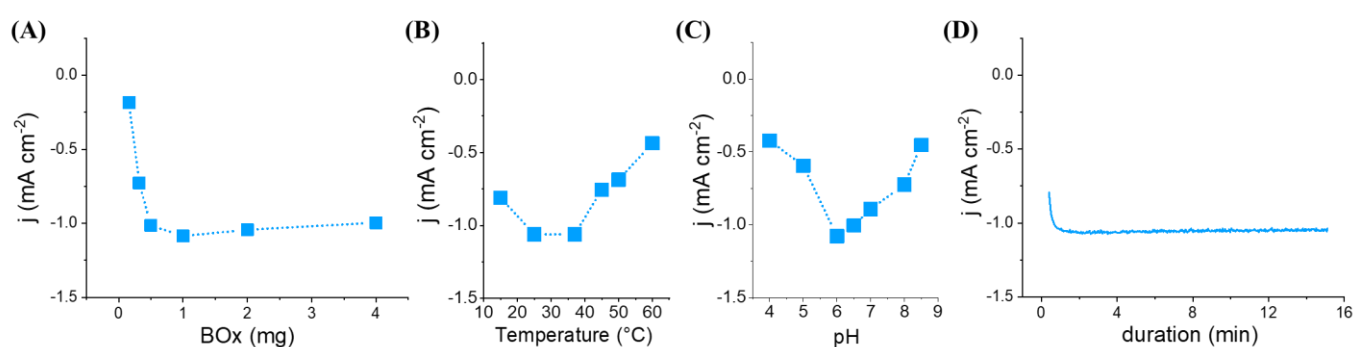 (A)
0.0
-0.5
-1.0
-1.5
j (mA cm-2)
0 1 2 3 4
BOx (mg)
(B)
0.0
-0.5
-1.0
-1.5
j (mA cm-2)
10 20 30 40 50 60
Temperature (°C)
(C)
0.0
-0.5
-1.0
-1.5
j (mA cm-2)
4 5 6 7 8 9
pH
(D)
0.0
-0.5
-1.0
-1.5
j (mA cm-2)
0 4 8 12 16
duration (min)